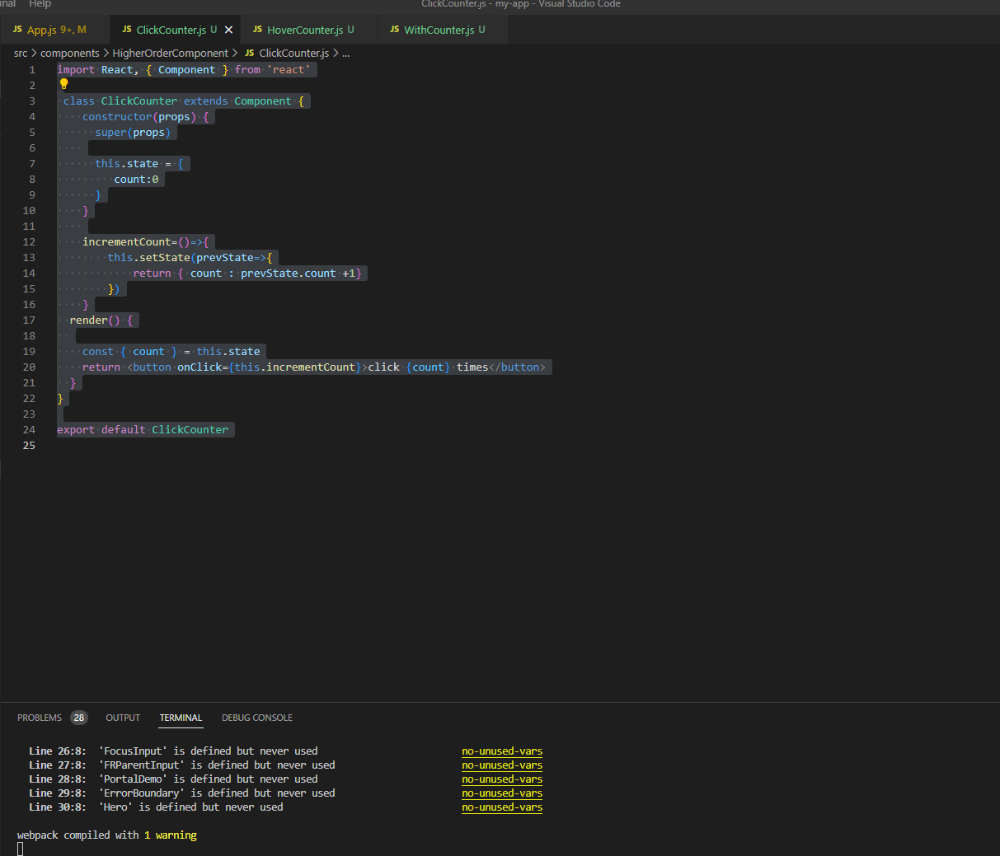 nal Help ClickCounter.js - my-app - Visual Studio Code
JS App.js 9+, M JS ClickCounter.js U JS HoverCounter.js U JS WithCounter.js U
src > components > HigherOrderComponent > JS ClickCounter.js > ...
1 import React, { Component } from 'react'
2
3 class ClickCounter extends Component {
4 constructor(props) {
5 super(props)
6
7 this.state = {
8 count:0
9 }
10 }
11
12 incrementCount=()=>{
13 this.setState(prevState=>{
14 return { count : prevState.count +1}
15 })
16 }
17 render() {
18
19 const { count } = this.state
20 return <button onClick={this.incrementCount}>click {count} times</button>
21 }
22 }
23
24 export default ClickCounter
25
PROBLEMS 28 OUTPUT TERMINAL DEBUG CONSOLE
Line 26:8: 'FocusInput' is defined but never used no-unused-vars
Line 27:8: 'FRParentInput' is defined but never used no-unused-vars
Line 28:8: 'PortalDemo' is defined but never used no-unused-vars
Line 29:8: 'ErrorBoundary' is defined but never used no-unused-vars
Line 30:8: 'Hero' is defined but never used no-unused-vars
webpack compiled with 1 warning